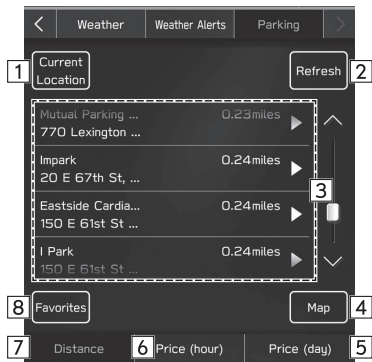 Weather Weather Alerts Parking
1 Current Location
Refresh 2
Mutual Parking ... 0.23miles
770 Lexington ...
Impark 0.24miles
20 E 67th St, ...
3
Eastside Cardia... 0.24miles
150 E 61st St ...
I Park 0.24miles
150 E 61st St ...
8 Favorites
Map 4
7 Distance 6 Price (hour) Price (day) 5